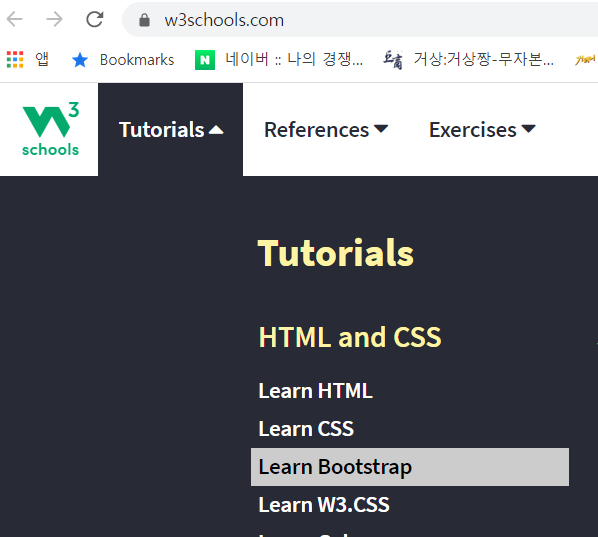 w3schools.com
앱 Bookmarks 네이버 :: 나의 경쟁... 거상:거상짱-무자본...
W3
schools
Tutorials References Exercises
Tutorials
HTML and CSS
Learn HTML
Learn CSS
Learn Bootstrap
Learn W3.CSS